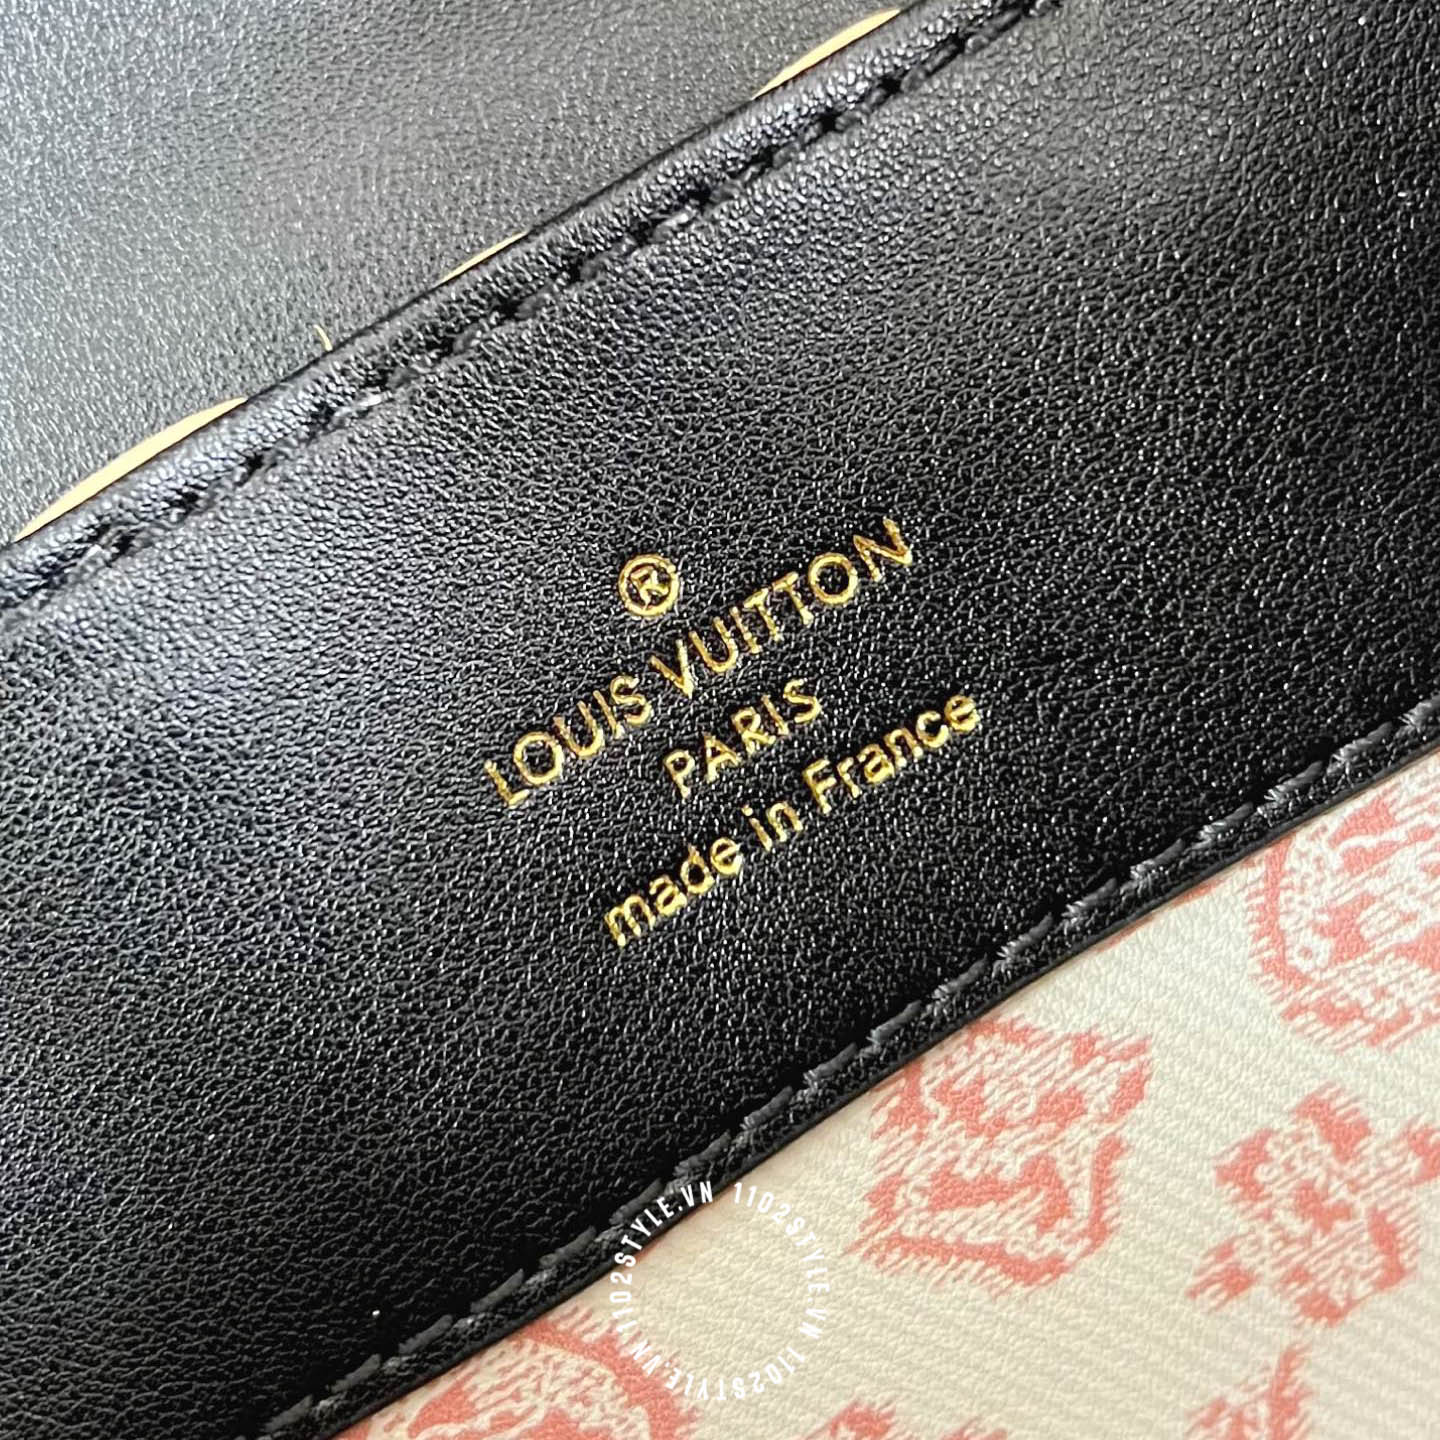 ®
LOUIS VUITTON
PARIS
made in France
1102STYLE.VN 1102STYLE.VN 1102STYLE.VN